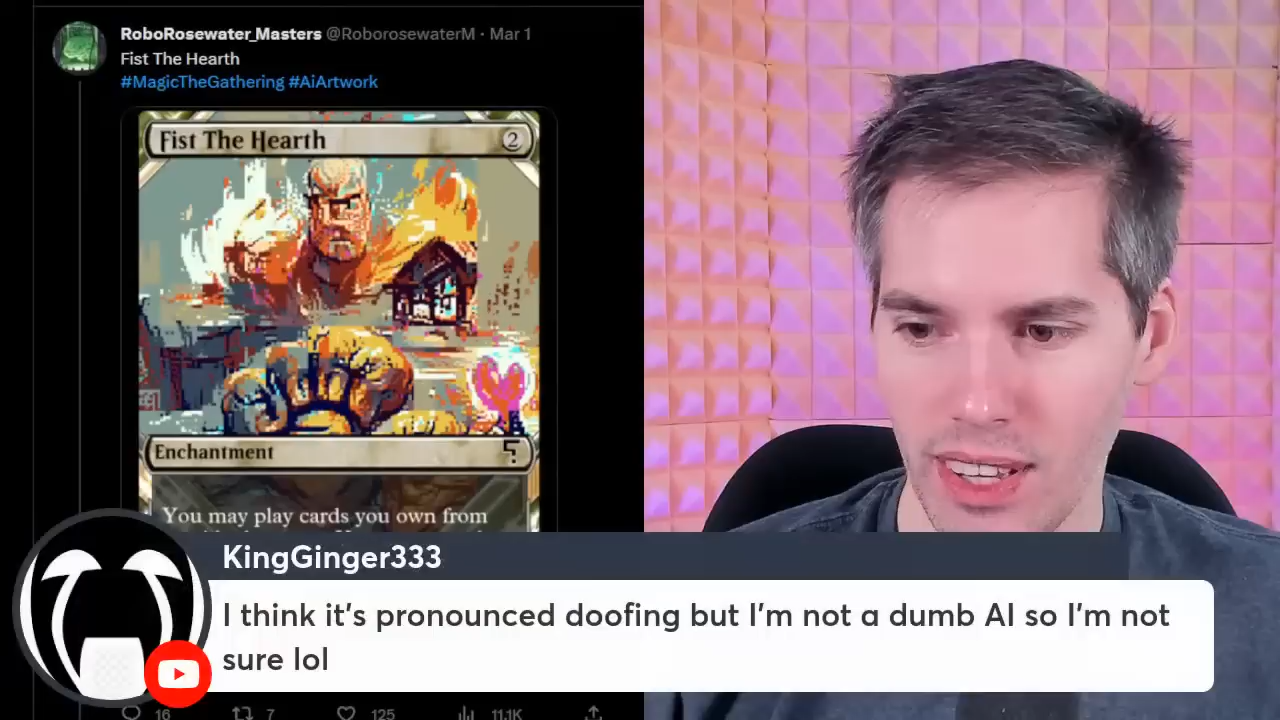 RoboRosewater_Masters @RoborosewaterM · Mar 1
Fist The Hearth
#MagicTheGathering #AiArtwork
Fist The Hearth 2
Enchantment
You may play cards you own from
KingGinger333
I think it's pronounced doofing but I'm not a dumb AI so I'm not
sure lol
16 7 125 11.1K